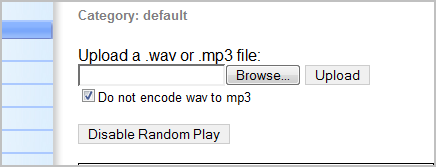 Category: default
Upload a .wav or .mp3 file:
Browse... Upload
Do not encode wav to mp3
Disable Random Play